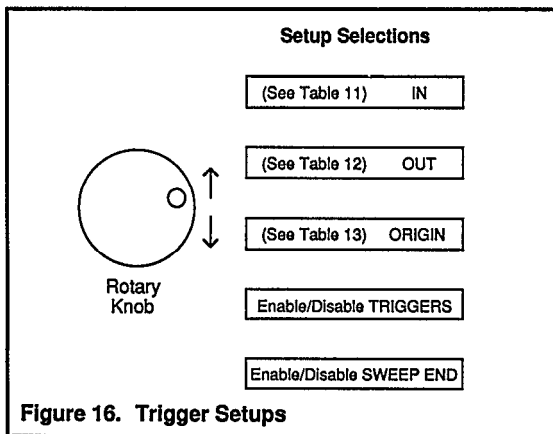 Setup Selections
(See Table 11) IN
(See Table 12) OUT
(See Table 13) ORIGIN
Rotary
Knob
Enable/Disable TRIGGERS
Enable/Disable SWEEP END
Figure 16. Trigger Setups